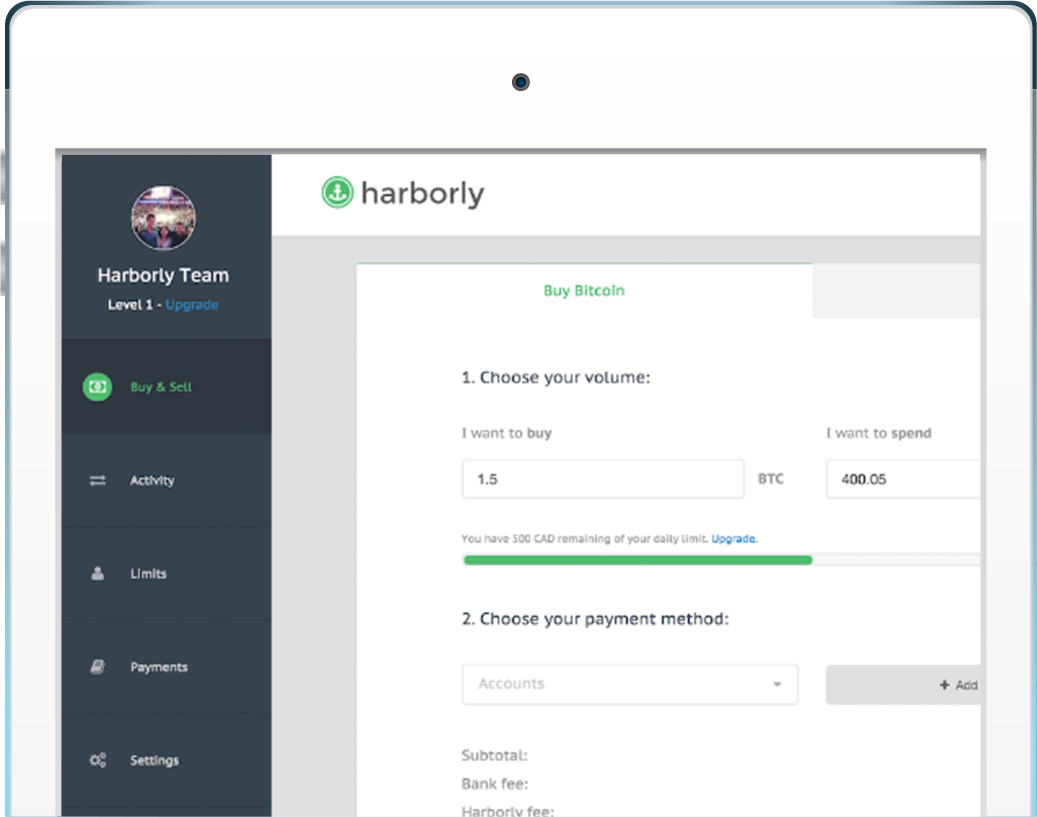 harborly
Harborly Team
Level 1 - Upgrade
Buy & Sell
Activity
Limits
Payments
Settings
Buy Bitcoin
1. Choose your volume:
I want to buy I want to spend
1.5 BTC 400.05
You have 500 CAD remaining of your daily limit. Upgrade.
2. Choose your payment method:
Accounts + Add
Subtotal:
Bank fee:
Harborly fee: